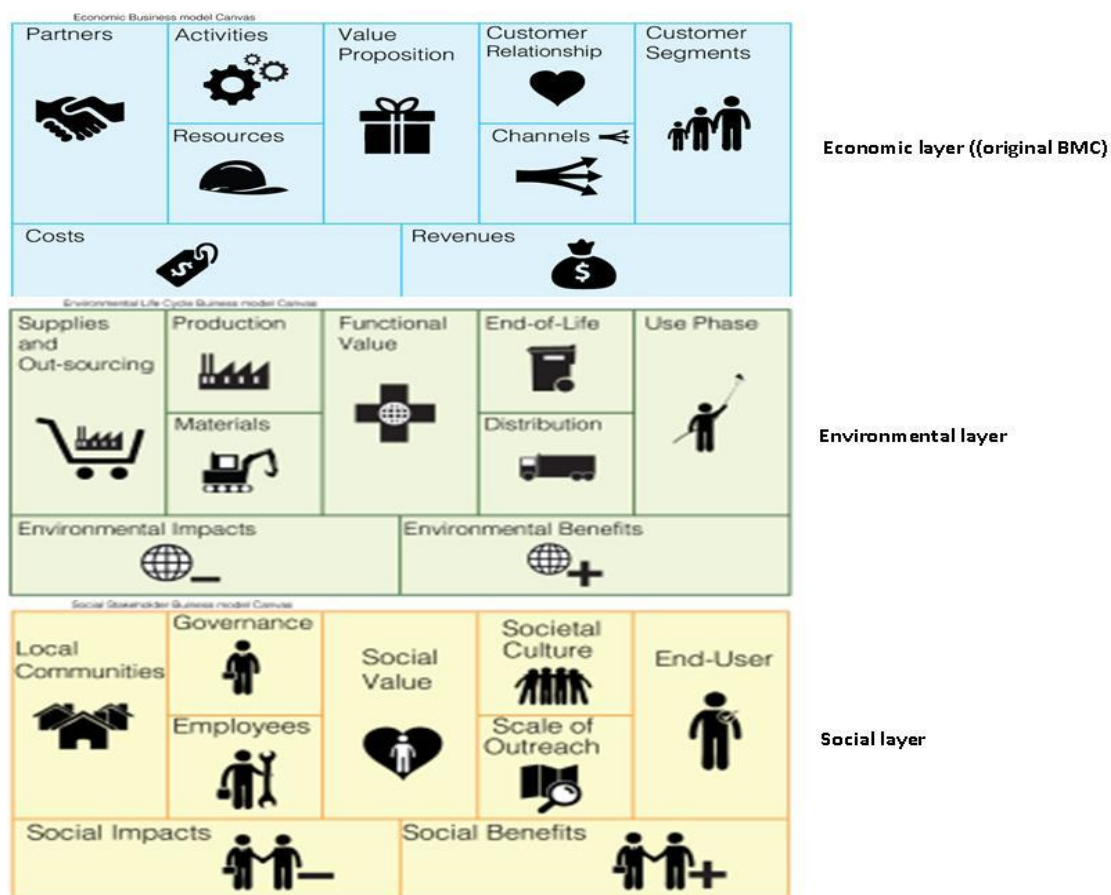 Economic Business model Canvas
Partners
Activities
Value
Proposition
Customer
Relationship
Customer
Segments
Resources
Channels
Costs
Revenues
$
$
Economic layer ((original BMC)
Environmental Life Cycle Business model Canvas
Supplies
and
Out-sourcing
Production
Functional
Value
End-of-Life
Use Phase
Materials
Distribution
Environmental Impacts
Environmental Benefits
Environmental layer
Social Stakeholder Business model Canvas
Local
Communities
Governance
Social
Value
Societal
Culture
End-User
Employees
Scale of
Outreach
Social Impacts
Social Benefits
Social layer